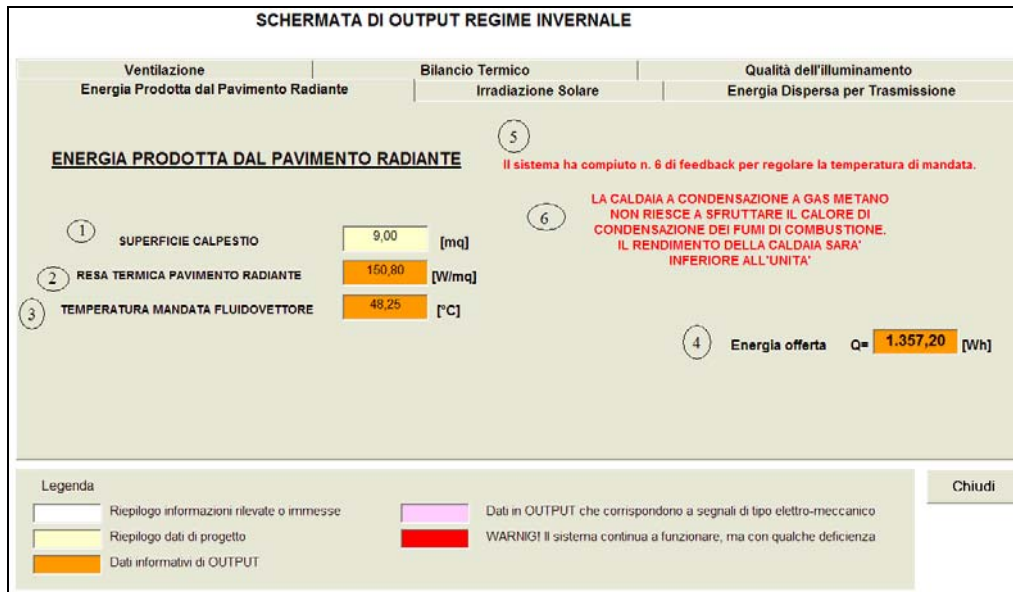 SCHERMATA DI OUTPUT REGIME INVERNALE
Ventilazione
Bilancio Termico
Qualità dell'illuminamento
Energia Prodotta dal Pavimento Radiante
Irradiazione Solare
Energia Dispersa per Trasmissione
5
ENERGIA PRODOTTA DAL PAVIMENTO RADIANTE
Il sistema ha compiuto n. 6 di feedback per regolare la temperatura di mandata.
6
LA CALDAIA A CONDENSAZIONE A GAS METANO
NON RIESCE A SFRUTTARE IL CALORE DI
CONDENSAZIONE DEI FUMI DI COMBUSTIONE.
IL RENDIMENTO DELLA CALDAIA SARA'
INFERIORE ALL'UNITA'
1 SUPERFICIE CALPESTIO 9,00 [mq]
2 RESA TERMICA PAVIMENTO RADIANTE 150,80 [W/mq]
3 TEMPERATURA MANDATA FLUIDOVETTORE 48,25 [°C]
4 Energia offerta Q= 1.357,20 [Wh]
Legenda
Chiudi
Riepilogo informazioni rilevate o immesse
Dati in OUTPUT che corrispondono a segnali di tipo elettro-meccanico
Riepilogo dati di progetto
WARNIG! Il sistema continua a funzionare, ma con qualche deficienza
Dati informativi di OUTPUT